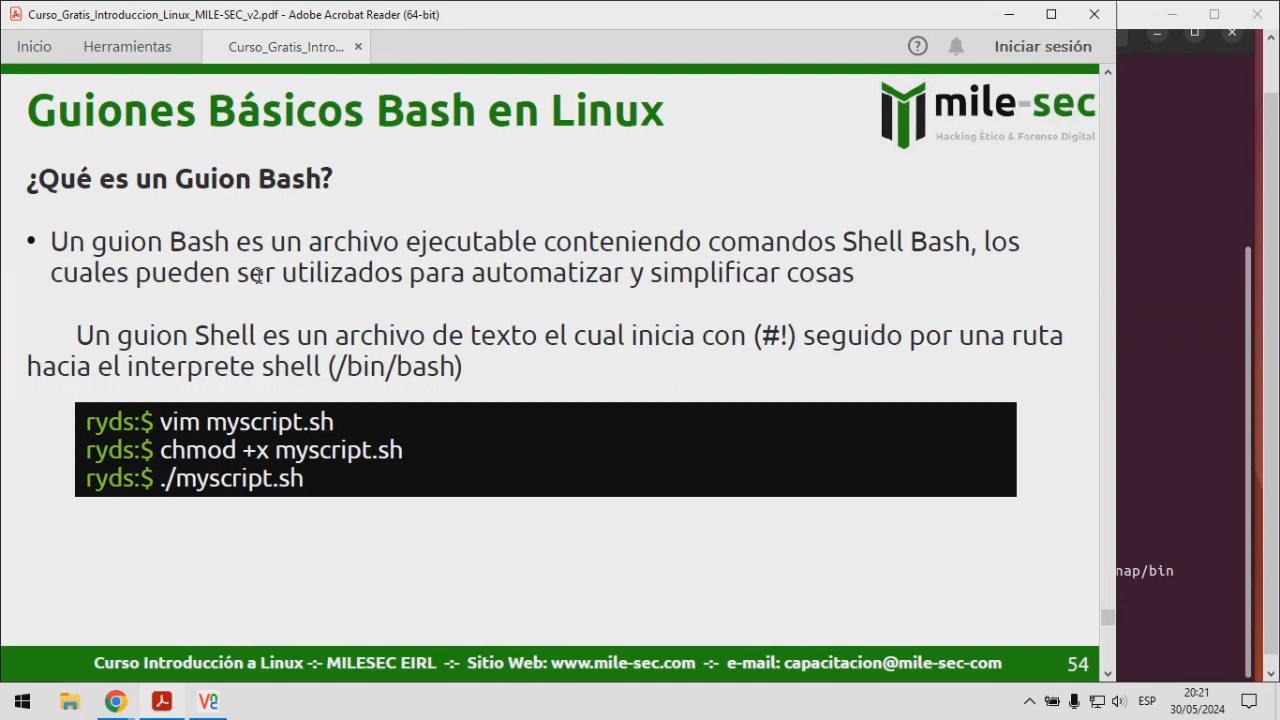 Curso_Gratis_Introduccion_Linux_MILE-SEC_v2.pdf - Adobe Acrobat Reader (64-bit)
Inicio
Herramientas
Curso_Gratis_Intro... ×
Iniciar sesión
Guiones Básicos Bash en Linux
mile-sec
Hacking Ético & Forense Digital
¿Qué es un Guion Bash?
• Un guion Bash es un archivo ejecutable conteniendo comandos Shell Bash, los
cuales pueden ser utilizados para automatizar y simplificar cosas
Un guion Shell es un archivo de texto el cual inicia con (#!) seguido por una ruta
hacia el interprete shell (/bin/bash)
ryds:$ vim myscript.sh
ryds:$ chmod +x myscript.sh
ryds:$ ./myscript.sh
nap/bin
Curso Introducción a Linux -:- MILESEC EIRL -:- Sitio Web: www.mile-sec.com -:- e-mail: capacitacion@mile-sec-com
54
ESP
20:21
30/05/2024